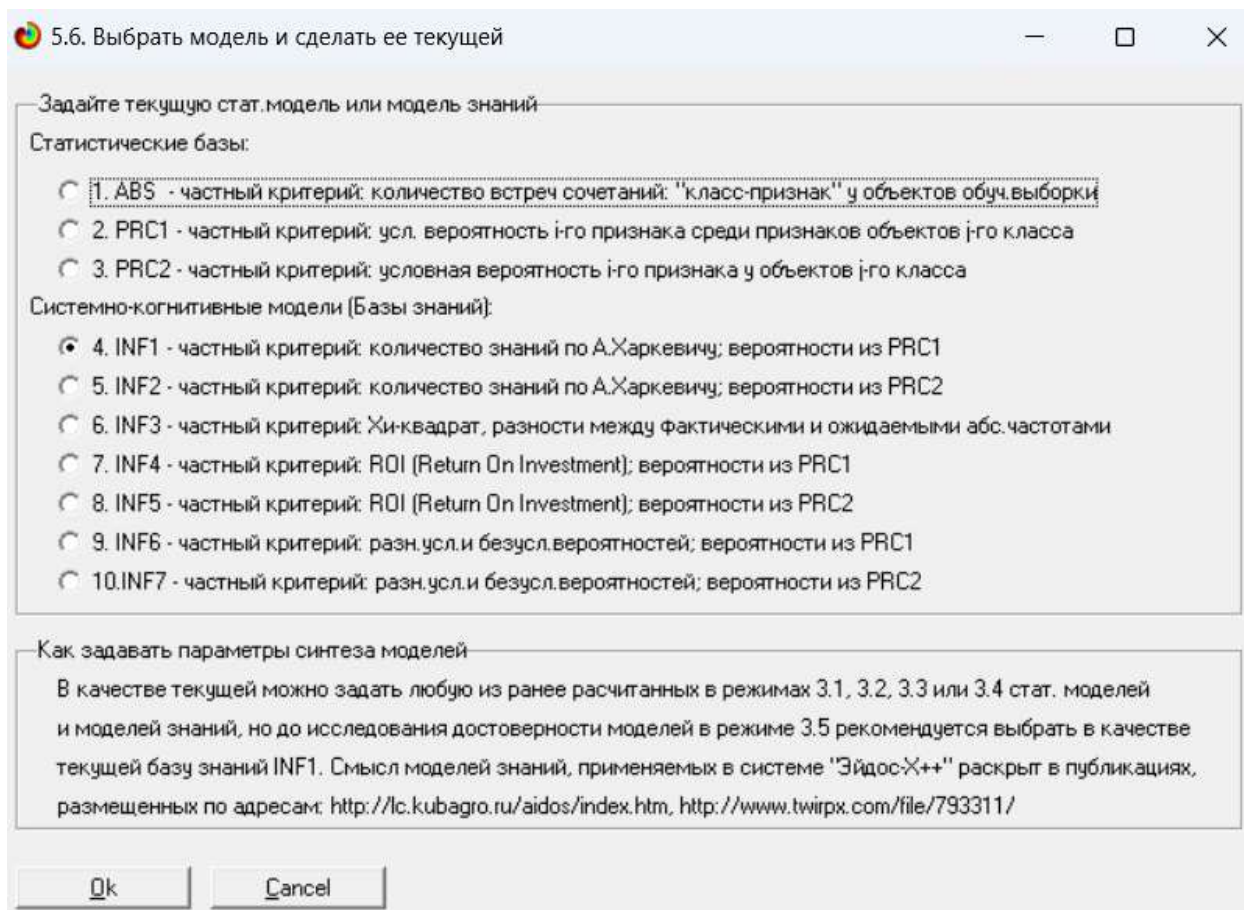 5.6. Выбрать модель и сделать ее текущей
Задайте текущую стат.модель или модель знаний
Статистические базы:
1. ABS - частный критерий: количество встреч сочетаний: "класс-признак" у объектов обуч.выборки
2. PRC1 - частный критерий: усл. вероятность i-го признака среди признаков объектов j-го класса
3. PRC2 - частный критерий: условная вероятность i-го признака у объектов j-го класса
Системно-когнитивные модели (Базы знаний):
4. INF1 - частный критерий: количество знаний по А.Харкевичу; вероятности из PRC1
5. INF2 - частный критерий: количество знаний по А.Харкевичу; вероятности из PRC2
6. INF3 - частный критерий: Хи-квадрат, разности между фактическими и ожидаемыми абс.частотами
7. INF4 - частный критерий: ROI (Return On Investment); вероятности из PRC1
8. INF5 - частный критерий: ROI (Return On Investment); вероятности из PRC2
9. INF6 - частный критерий: разн.усл.и безусл.вероятностей; вероятности из PRC1
10.INF7 - частный критерий: разн.усл.и безусл.вероятностей; вероятности из PRC2
Как задавать параметры синтеза моделей
В качестве текущей можно задать любую из ранее расчитанных в режимах 3.1, 3.2, 3.3 или 3.4 стат. моделей
и моделей знаний, но до исследования достоверности моделей в режиме 3.5 рекомендуется выбрать в качестве
текущей базу знаний INF1. Смысл моделей знаний, применяемых в системе "Эйдос-X++" раскрыт в публикациях,
размещенных по адресам: http://lc.kubagro.ru/aidos/index.htm, http://www.twirpx.com/file/793311/
Ok
Cancel